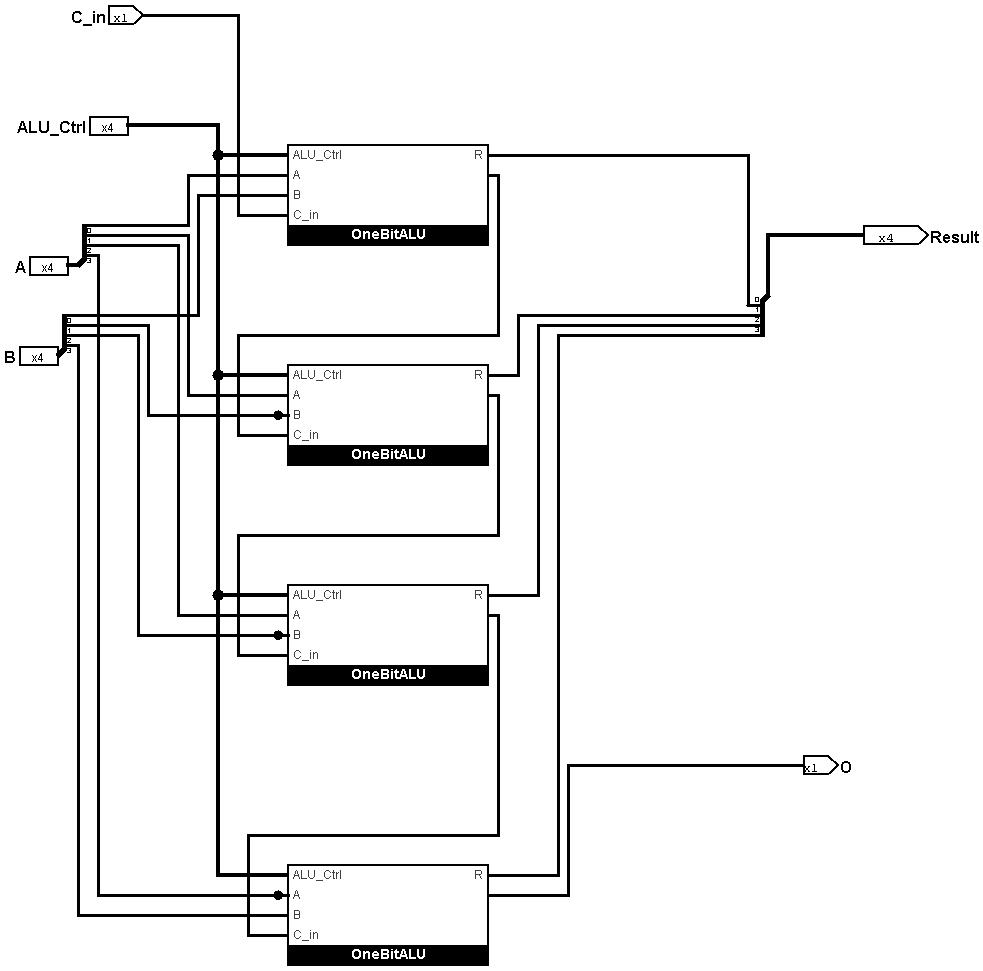 C_in x1
ALU_Ctrl x4
ALU_Ctrl R
A
B
C_in
OneBitALU
A x4
0
1
2
3
B x4
0
1
2
3
x4 Result
0
1
2
3
ALU_Ctrl R
A
B
C_in
OneBitALU
ALU_Ctrl R
A
B
C_in
OneBitALU
x1 O
ALU_Ctrl R
A
B
C_in
OneBitALU